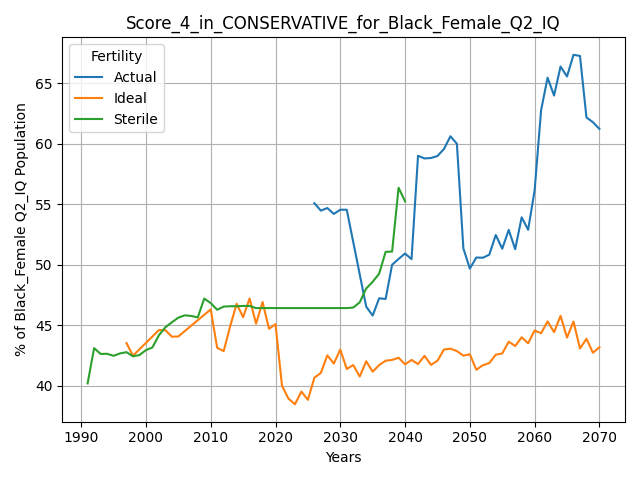 Score_4_in_CONSERVATIVE_for_Black_Female_Q2_IQ
Fertility
Actual
Ideal
Sterile
% of Black_Female Q2_IQ Population
65
60
55
50
45
40
1990 2000 2010 2020 2030 2040 2050 2060 2070
Years